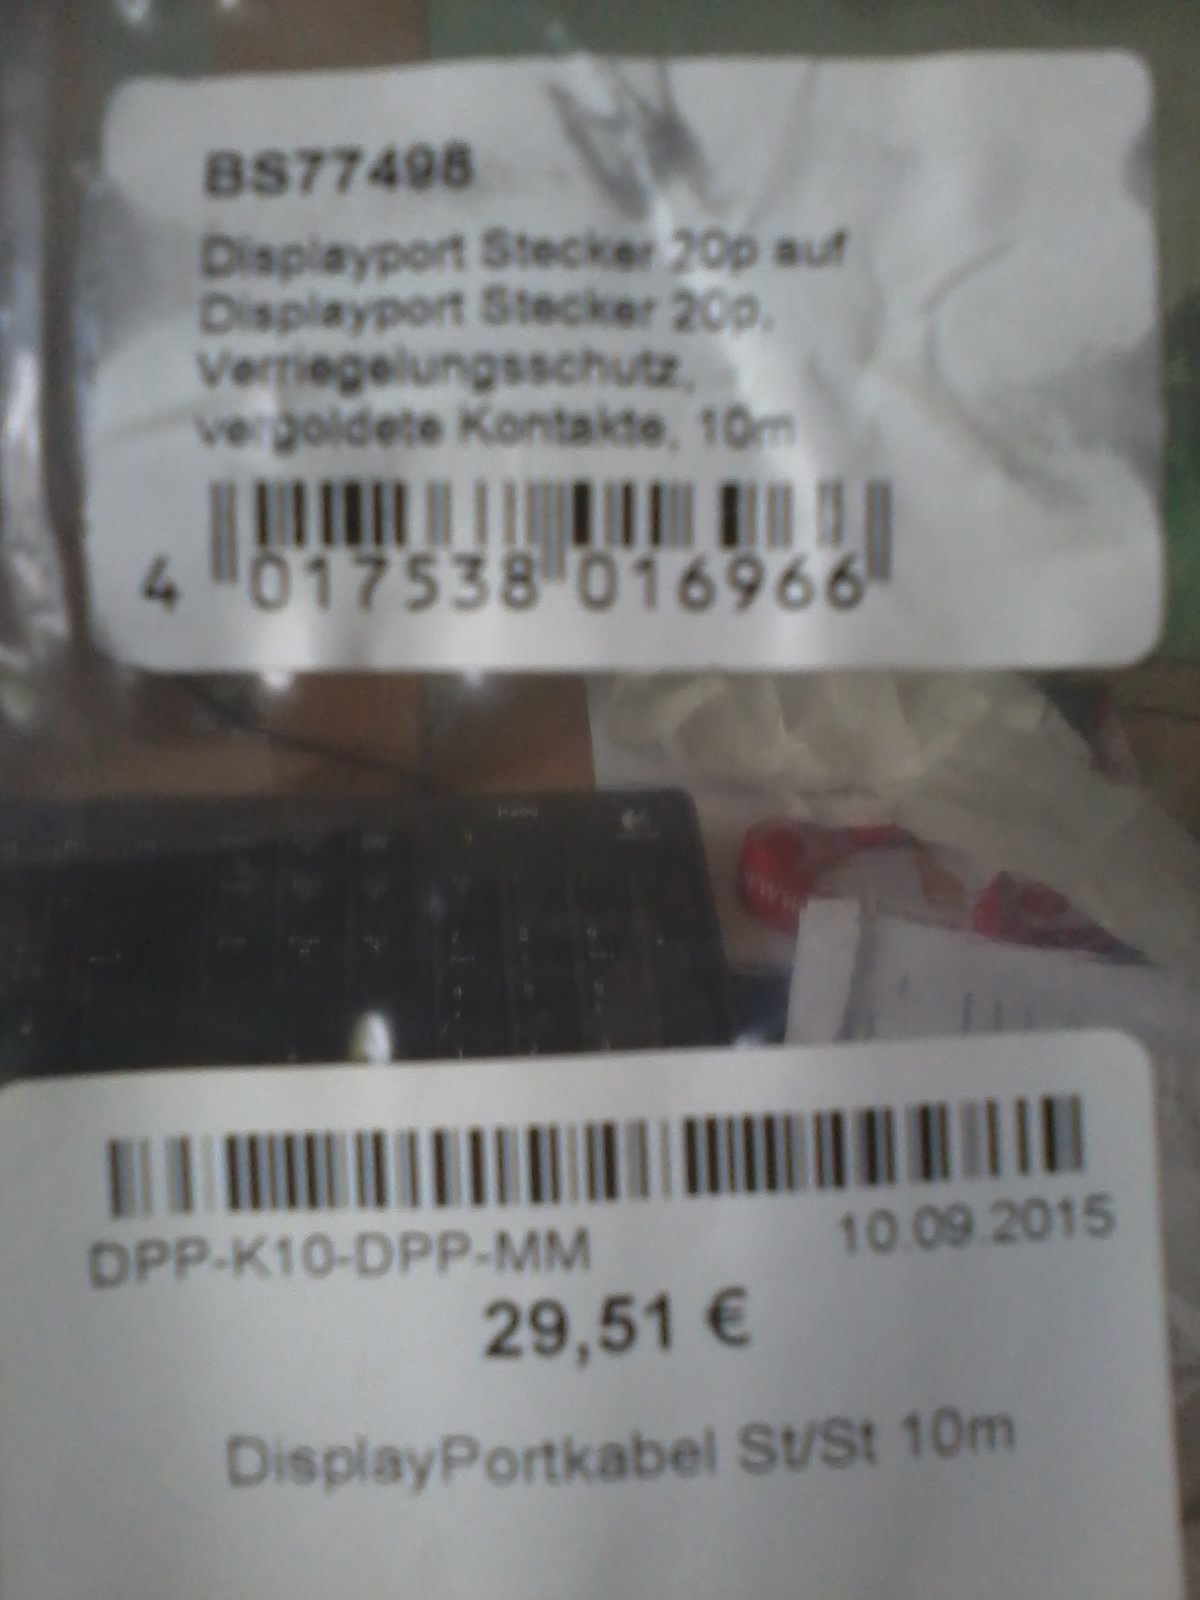 BS77498
Displayport Stecker 20p auf
Displayport Stecker 20p,
Verriegelungsschutz,
vergoldete Kontakte, 10m
4 017538 016966
DPP-K10-DPP-MM 10.09.2015
29,51 €
DisplayPortkabel St/St 10m